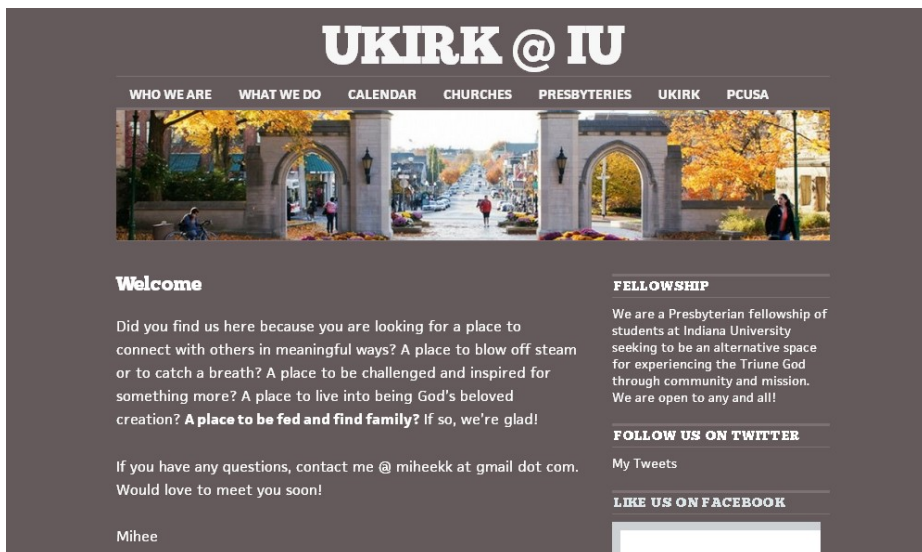 UKIRK @ IU
WHO WE ARE WHAT WE DO CALENDAR CHURCHES PRESBYTERIES UKIRK PCUSA
Welcome
Did you find us here because you are looking for a place to
connect with others in meaningful ways? A place to blow off steam
or to catch a breath? A place to be challenged and inspired for
something more? A place to live into being God's beloved
creation? A place to be fed and find family? If so, we're glad!
If you have any questions, contact me @ miheekk at gmail dot com.
Would love to meet you soon!
Mihee
FELLOWSHIP
We are a Presbyterian fellowship of
students at Indiana University
seeking to be an alternative space
for experiencing the Triune God
through community and mission.
We are open to any and all!
FOLLOW US ON TWITTER
My Tweets
LIKE US ON FACEBOOK